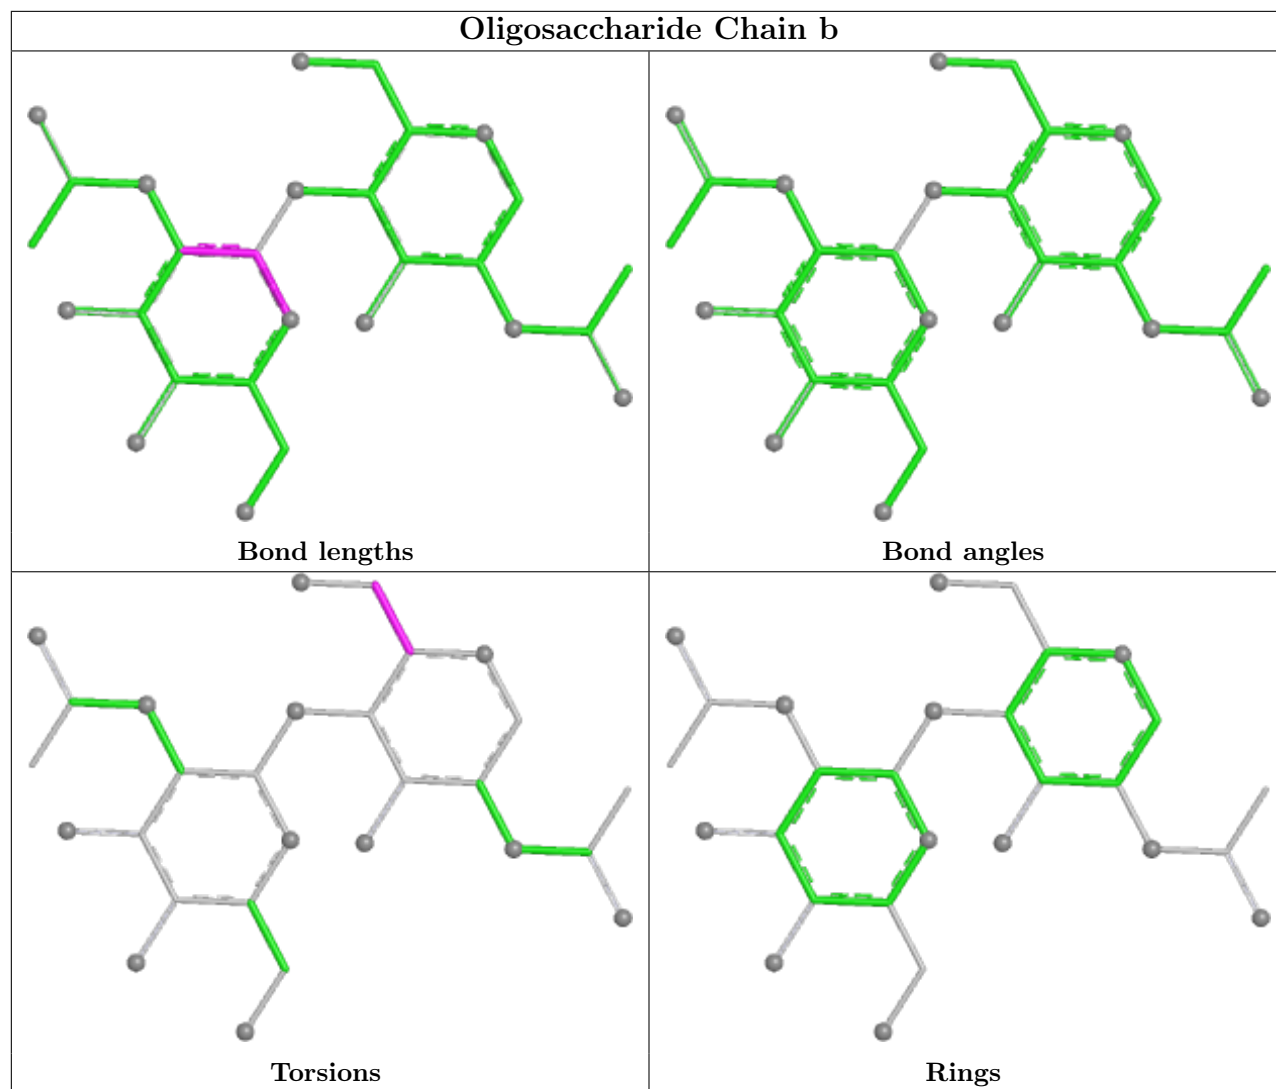 Oligosaccharide Chain b
Bond lengths
Bond angles
Torsions
Rings